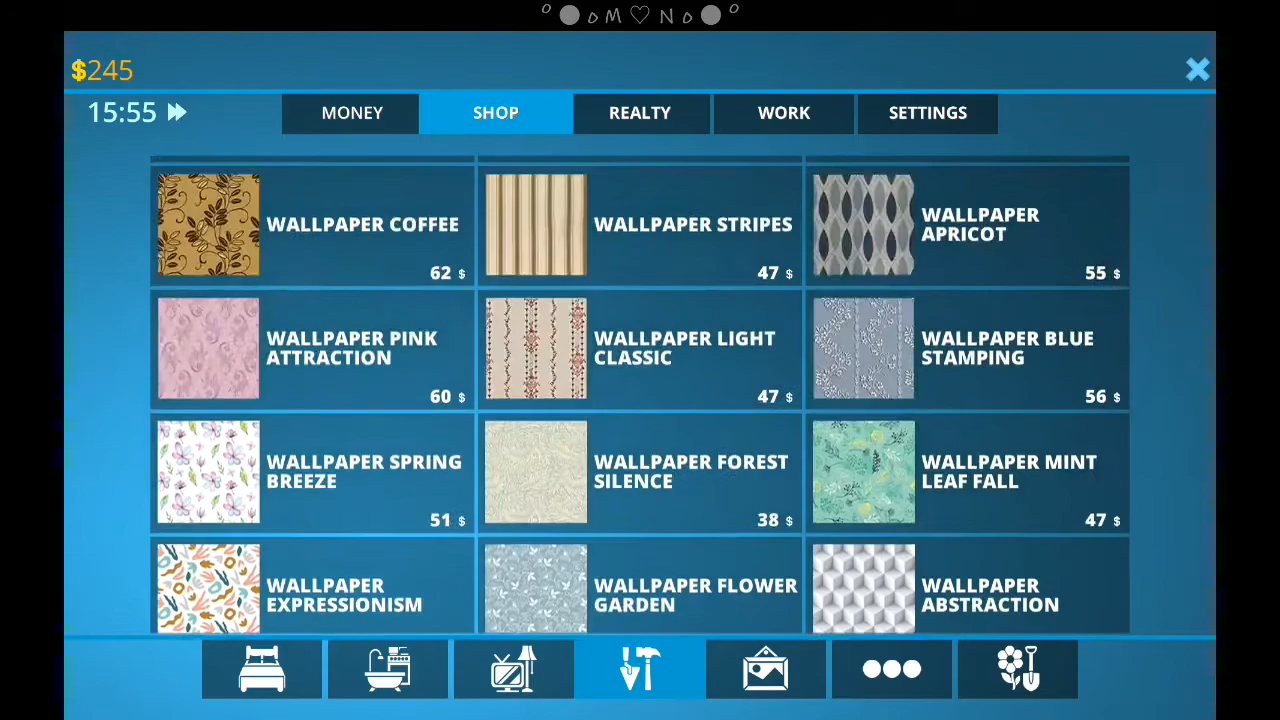 ° ● o M ♡ N o ● °
$245
15:55
MONEY
SHOP
REALTY
WORK
SETTINGS
WALLPAPER COFFEE
62 $
WALLPAPER STRIPES
47 $
WALLPAPER
APRICOT
55 $
WALLPAPER PINK
ATTRACTION
60 $
WALLPAPER LIGHT
CLASSIC
47 $
WALLPAPER BLUE
STAMPING
56 $
WALLPAPER SPRING
BREEZE
51 $
WALLPAPER FOREST
SILENCE
38 $
WALLPAPER MINT
LEAF FALL
47 $
WALLPAPER
EXPRESSIONISM
WALLPAPER FLOWER
GARDEN
WALLPAPER
ABSTRACTION